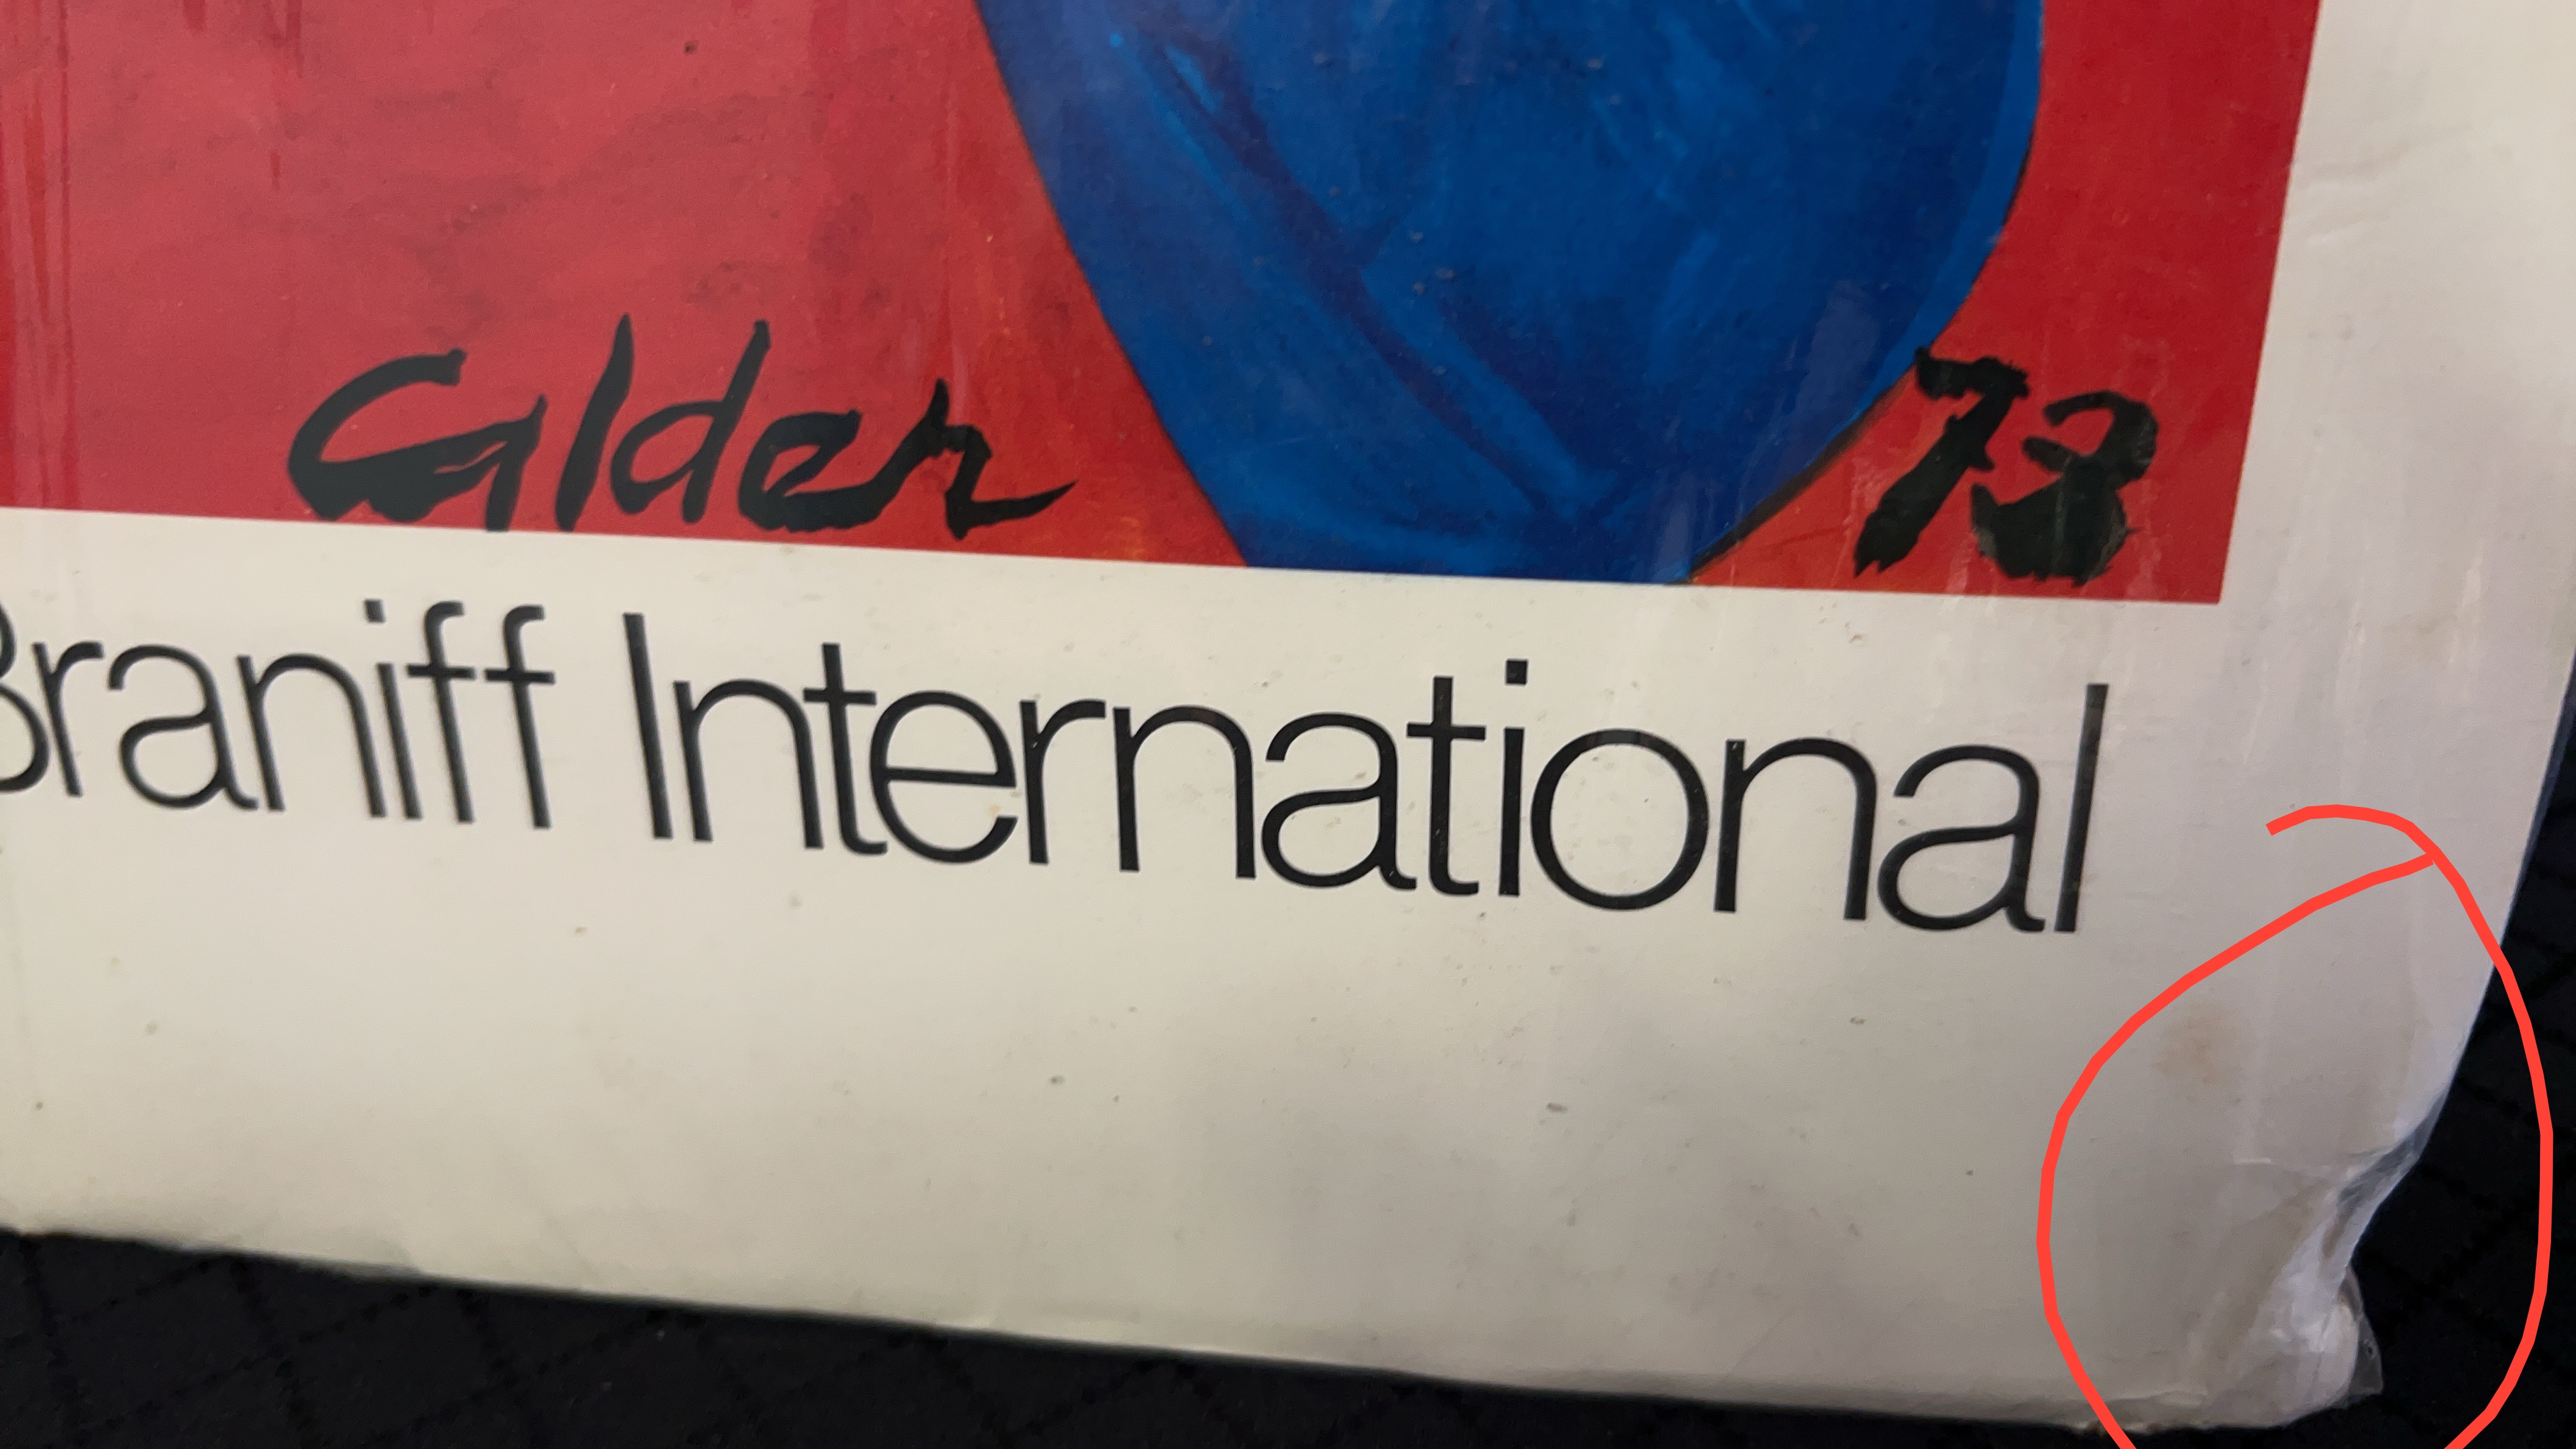 Calder 73
Braniff International